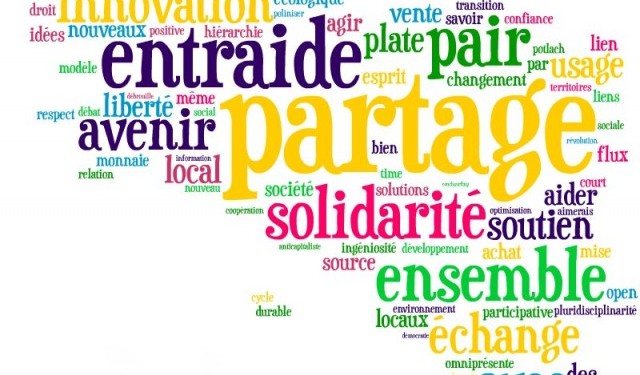 droit innovation écologique transition
poliniser savoir confiance
idées nouveaux positive hiérarchie agir vente
plate pair potlach lien
modèle entraide esprit changement par usage
territoires
débrouille même liens
respect débat liberté social partage sociale
avenir revolution
monnaie information bien flux
relation local time
nouveau société solutions court
coopération solidarité optimisation aider
aimerais
soutien
anticapitaliste ingéniosité développement achat mise
source
ensemble
cycle open
durable environnement participative pluridisciplinarité
locaux
démocratie échange
omniprésente
des